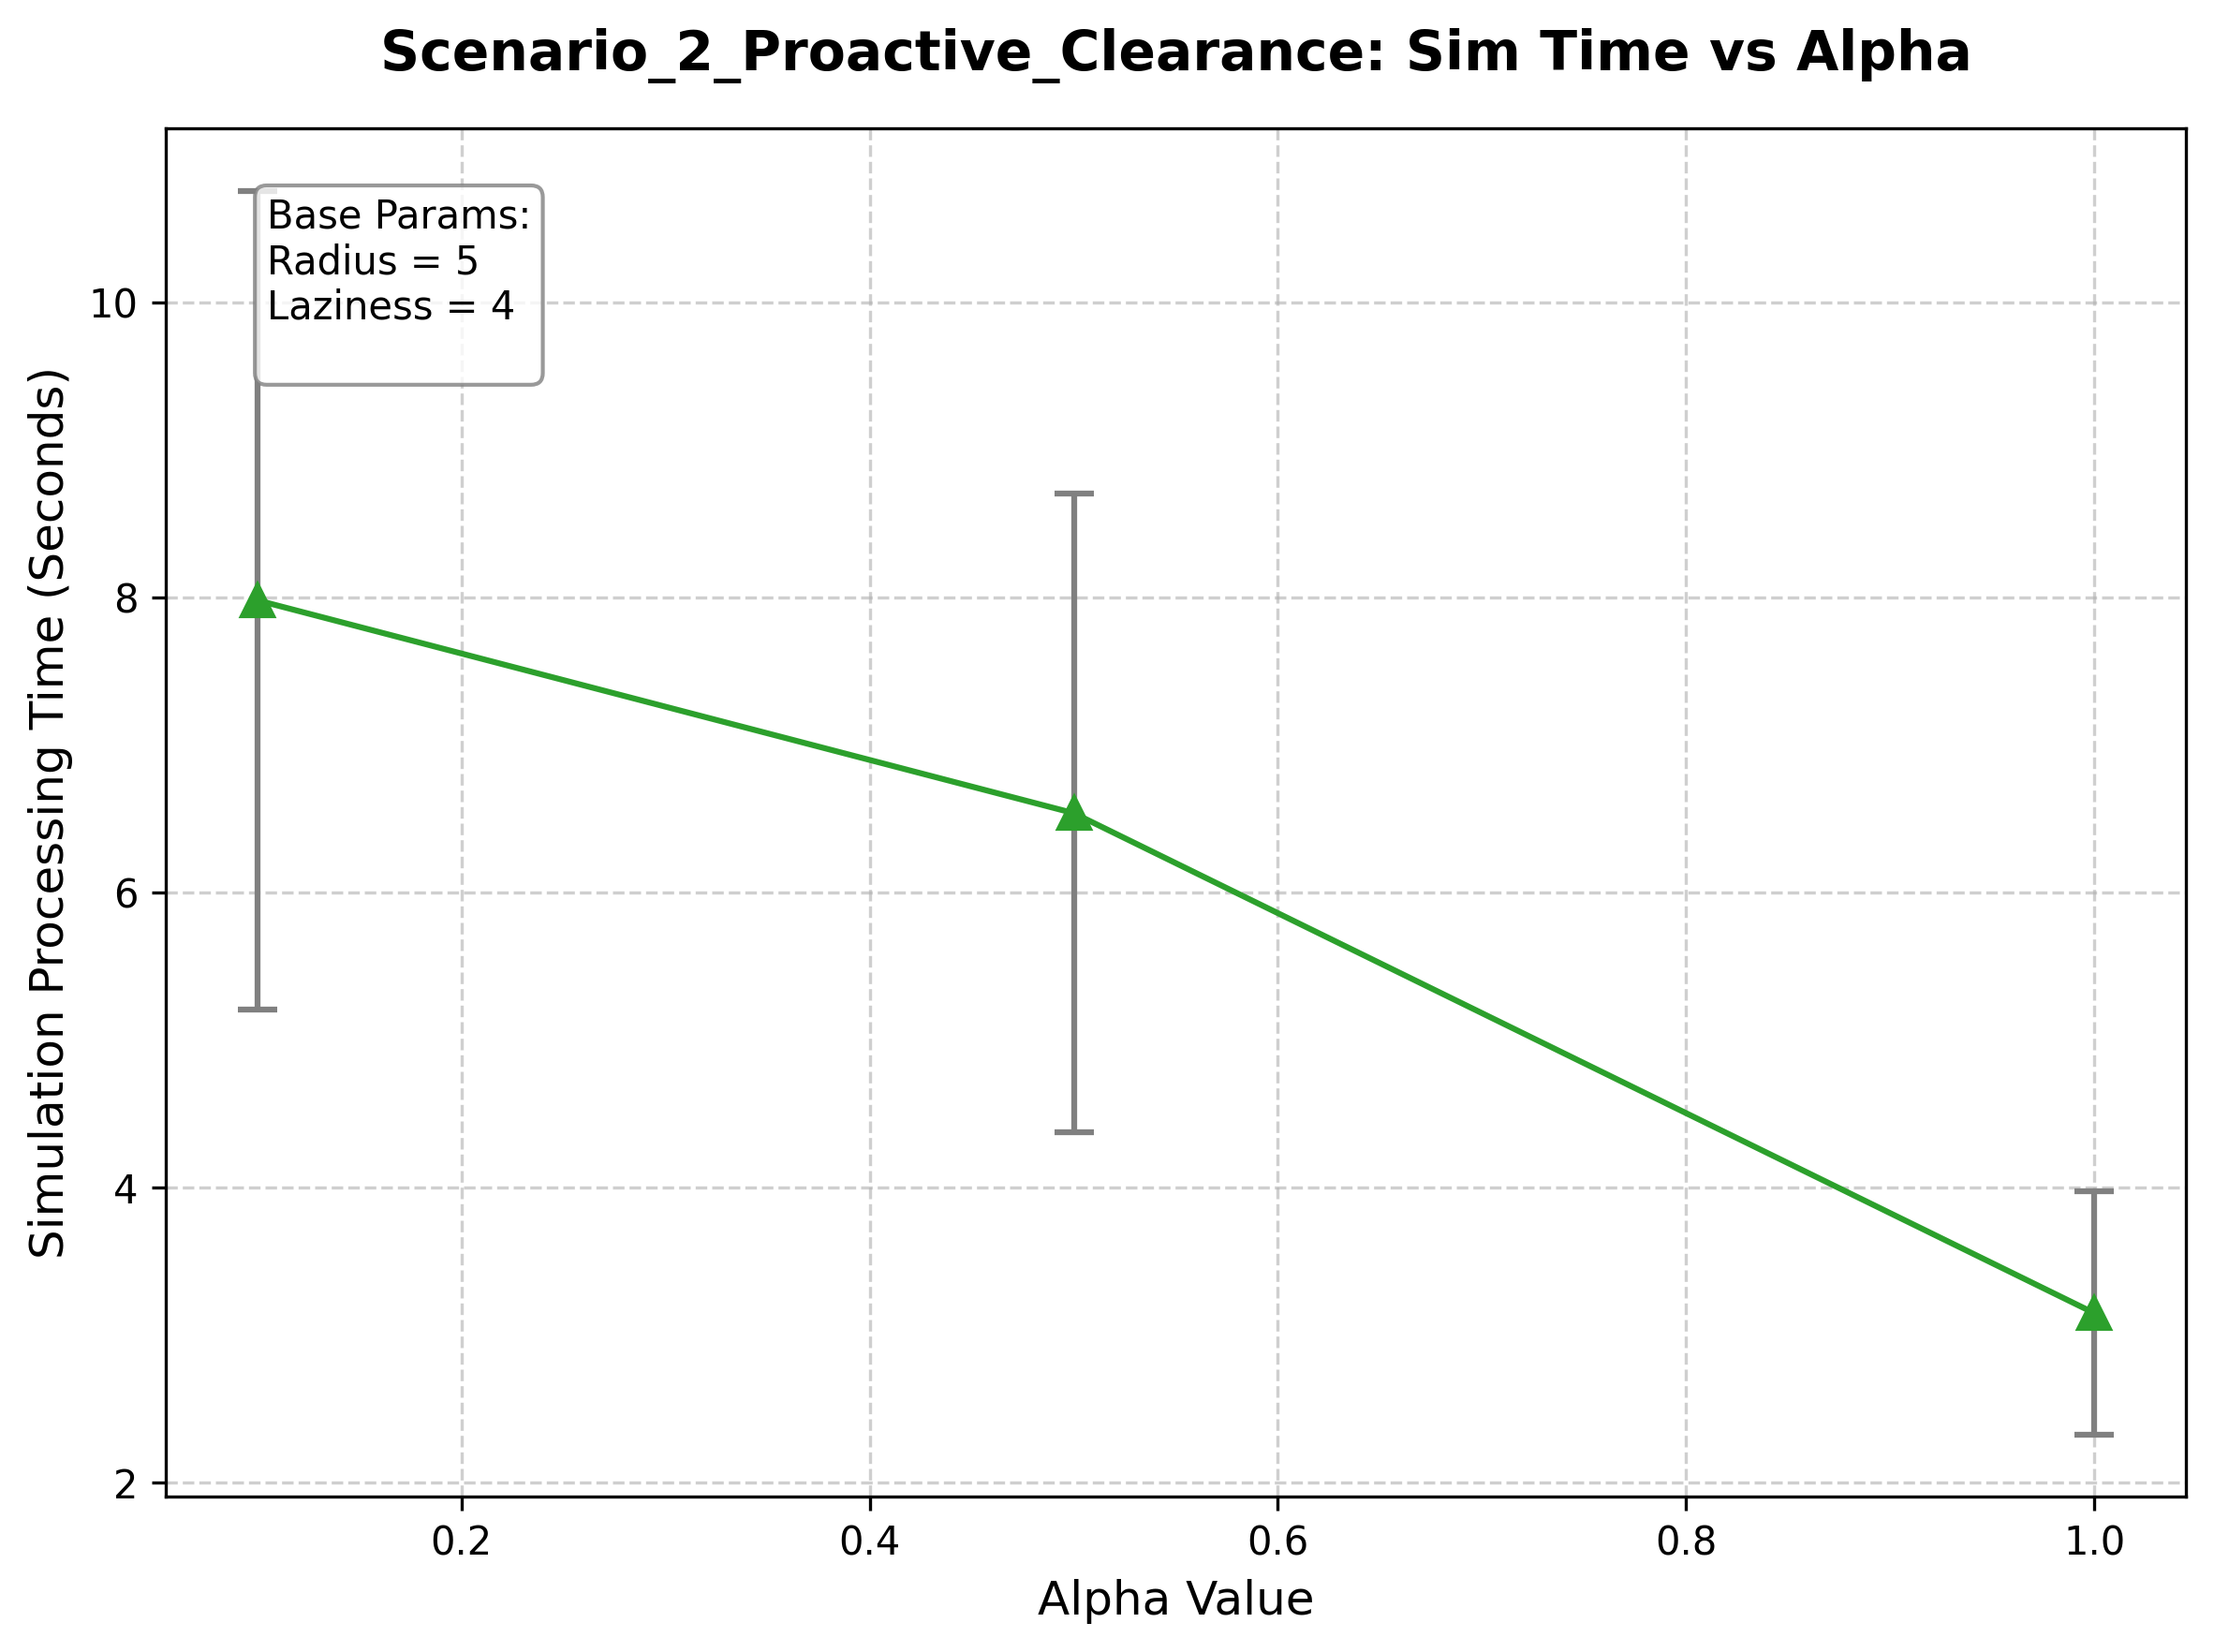 Scenario_2_Proactive_Clearance: Sim Time vs Alpha
Base Params:
Radius = 5
Laziness = 4
Simulation Processing Time (Seconds)
10
8
6
4
2
0.2 0.4 0.6 0.8 1.0
Alpha Value